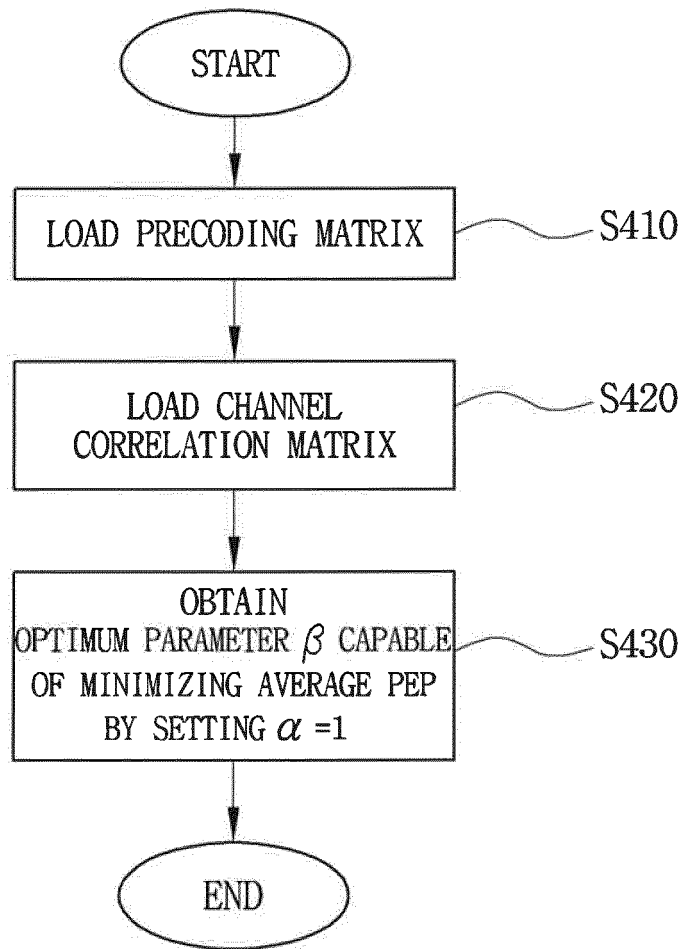 START
LOAD PRECODING MATRIX
S410
LOAD CHANNEL
CORRELATION MATRIX
S420
OBTAIN
OPTIMUM PARAMETER β CAPABLE
OF MINIMIZING AVERAGE PEP
BY SETTING α =1
S430
END